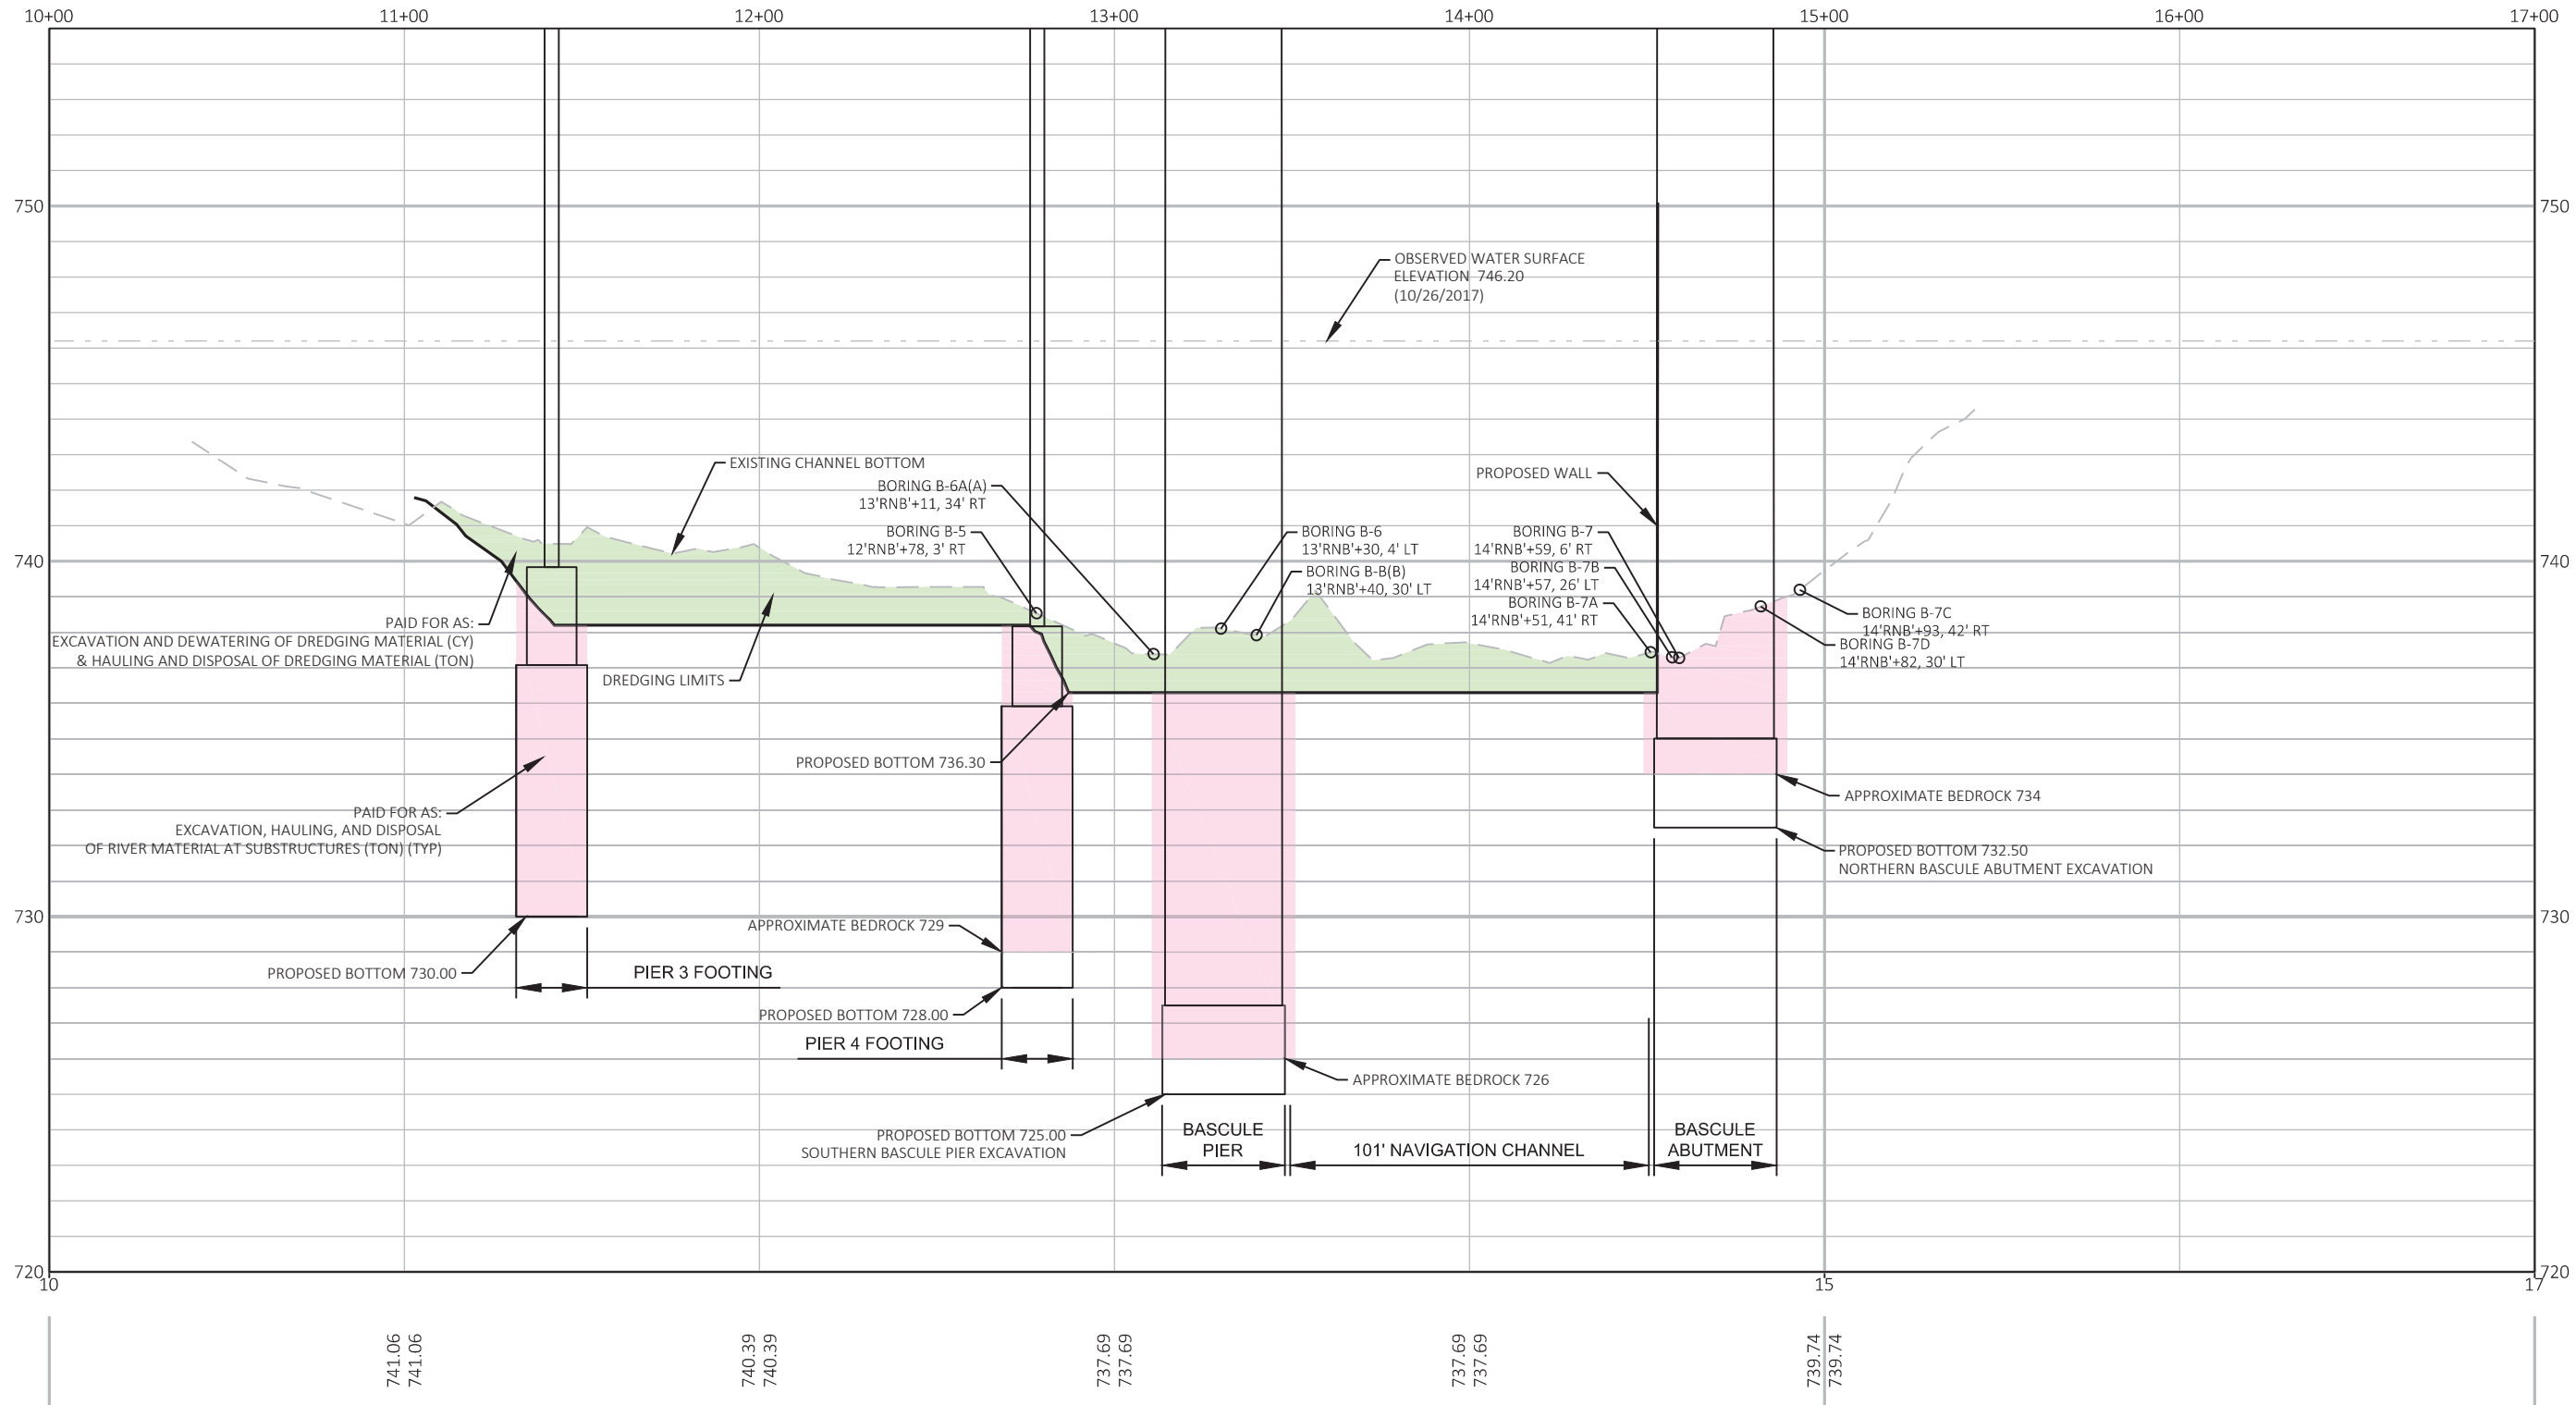 10+00
11+00
12+00
13+00
14+00
15+00
16+00
17+00
750
750
OBSERVED WATER SURFACE
ELEVATION 746.20
(10/26/2017)
EXISTING CHANNEL BOTTOM
PROPOSED WALL
BORING B-6A(A)
13'RNB'+11, 34' RT
BORING B-5
12'RNB'+78, 3' RT
BORING B-6
13'RNB'+30, 4' LT
BORING B-B(B)
13'RNB'+40, 30' LT
BORING B-7
14'RNB'+59, 6' RT
BORING B-7B
14'RNB'+57, 26' LT
BORING B-7A
14'RNB'+51, 41' RT
740
740
BORING B-7C
14'RNB'+93, 42' RT
BORING B-7D
14'RNB'+82, 30' LT
PAID FOR AS:
EXCAVATION AND DEWATERING OF DREDGING MATERIAL (CY)
& HAULING AND DISPOSAL OF DREDGING MATERIAL (TON)
DREDGING LIMITS
PROPOSED BOTTOM 736.30
APPROXIMATE BEDROCK 734
PAID FOR AS:
EXCAVATION, HAULING, AND DISPOSAL
OF RIVER MATERIAL AT SUBSTRUCTURES (TON) (TYP)
PROPOSED BOTTOM 732.50
NORTHERN BASCULE ABUTMENT EXCAVATION
730
730
APPROXIMATE BEDROCK 729
PROPOSED BOTTOM 730.00
PIER 3 FOOTING
PROPOSED BOTTOM 728.00
PIER 4 FOOTING
APPROXIMATE BEDROCK 726
PROPOSED BOTTOM 725.00
SOUTHERN BASCULE PIER EXCAVATION
BASCULE
PIER
101' NAVIGATION CHANNEL
BASCULE
ABUTMENT
720
720
10
15
17
741.06
741.06
740.39
740.39
737.69
737.69
737.69
737.69
739.74
739.74